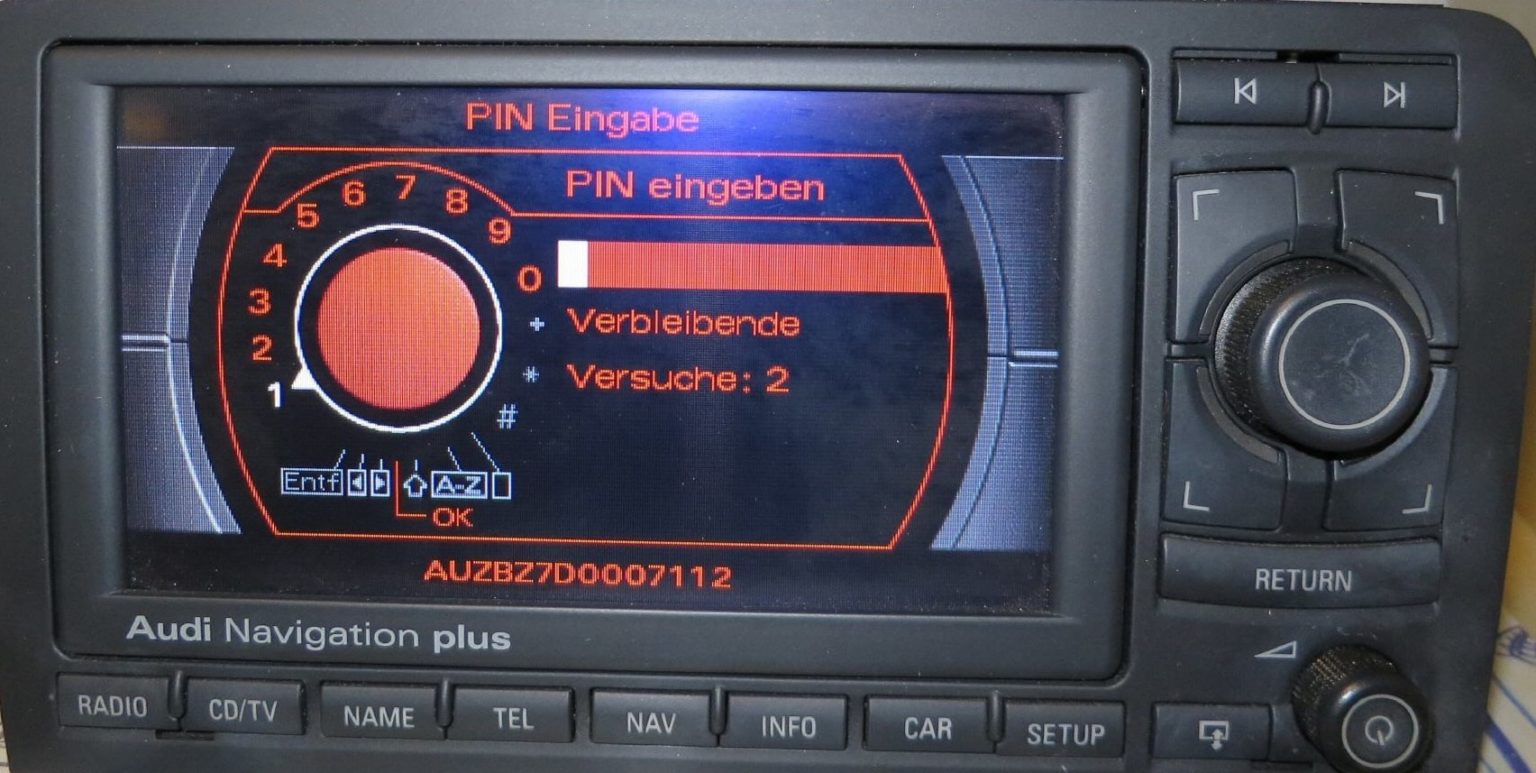 PIN Eingabe
PIN eingeben
1 2 3 4 5 6 7 8 9 0 + * #
Verbleibende
Versuche: 2
Entf A-Z
OK
AUZBZ7D0007112
Audi Navigation plus
RETURN
RADIO CD/TV NAME TEL NAV INFO CAR SETUP